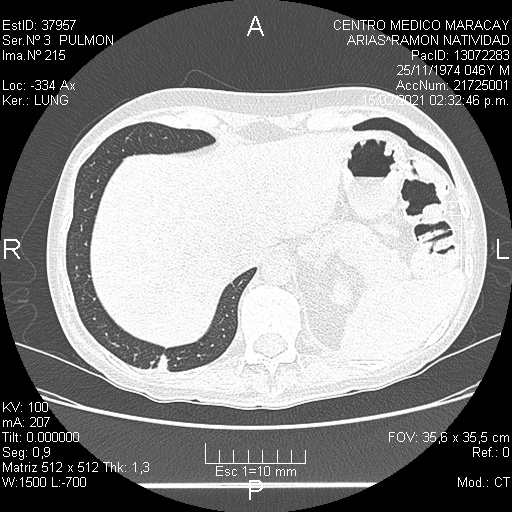 EstID: 37957
Ser.Nº 3 PULMON
Ima.Nº 215
Loc: -334 Ax
Ker.: LUNG
A
CENTRO MEDICO MARACAY
ARIAS^RAMON NATIVIDAD
PacID: 13072283
25/11/1974 046Y M
AccNum: 21725001
15/02/2021 02:32:46 p.m.
R
L
KV: 100
mA: 207
Tilt: 0.000000
Seg: 0,9
Matriz 512 x 512 Thk: 1,3
W:1500 L:-700
Esc 1=10 mm
P
FOV: 35,6 x 35,5 cm
Ref.: 0
Mod.: CT